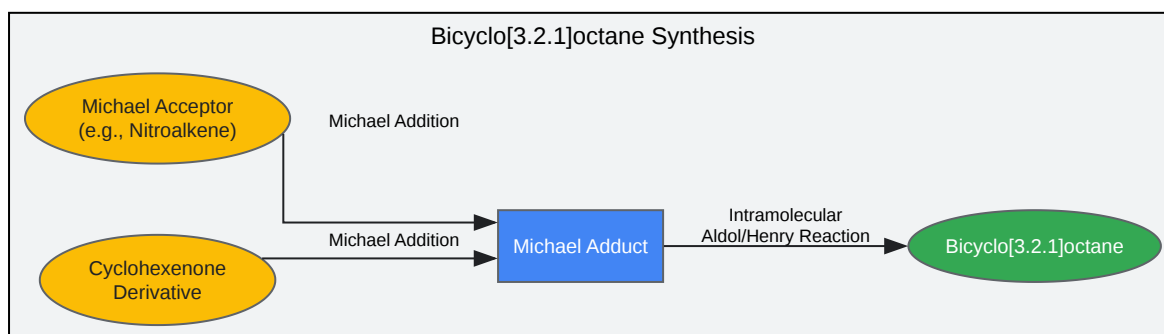 Bicyclo[3.2.1]octane Synthesis
Michael Acceptor
(e.g., Nitroalkene)
Michael Addition
Michael Addition
Cyclohexenone
Derivative
Michael Adduct
Intramolecular
Aldol/Henry Reaction
Bicyclo[3.2.1]octane